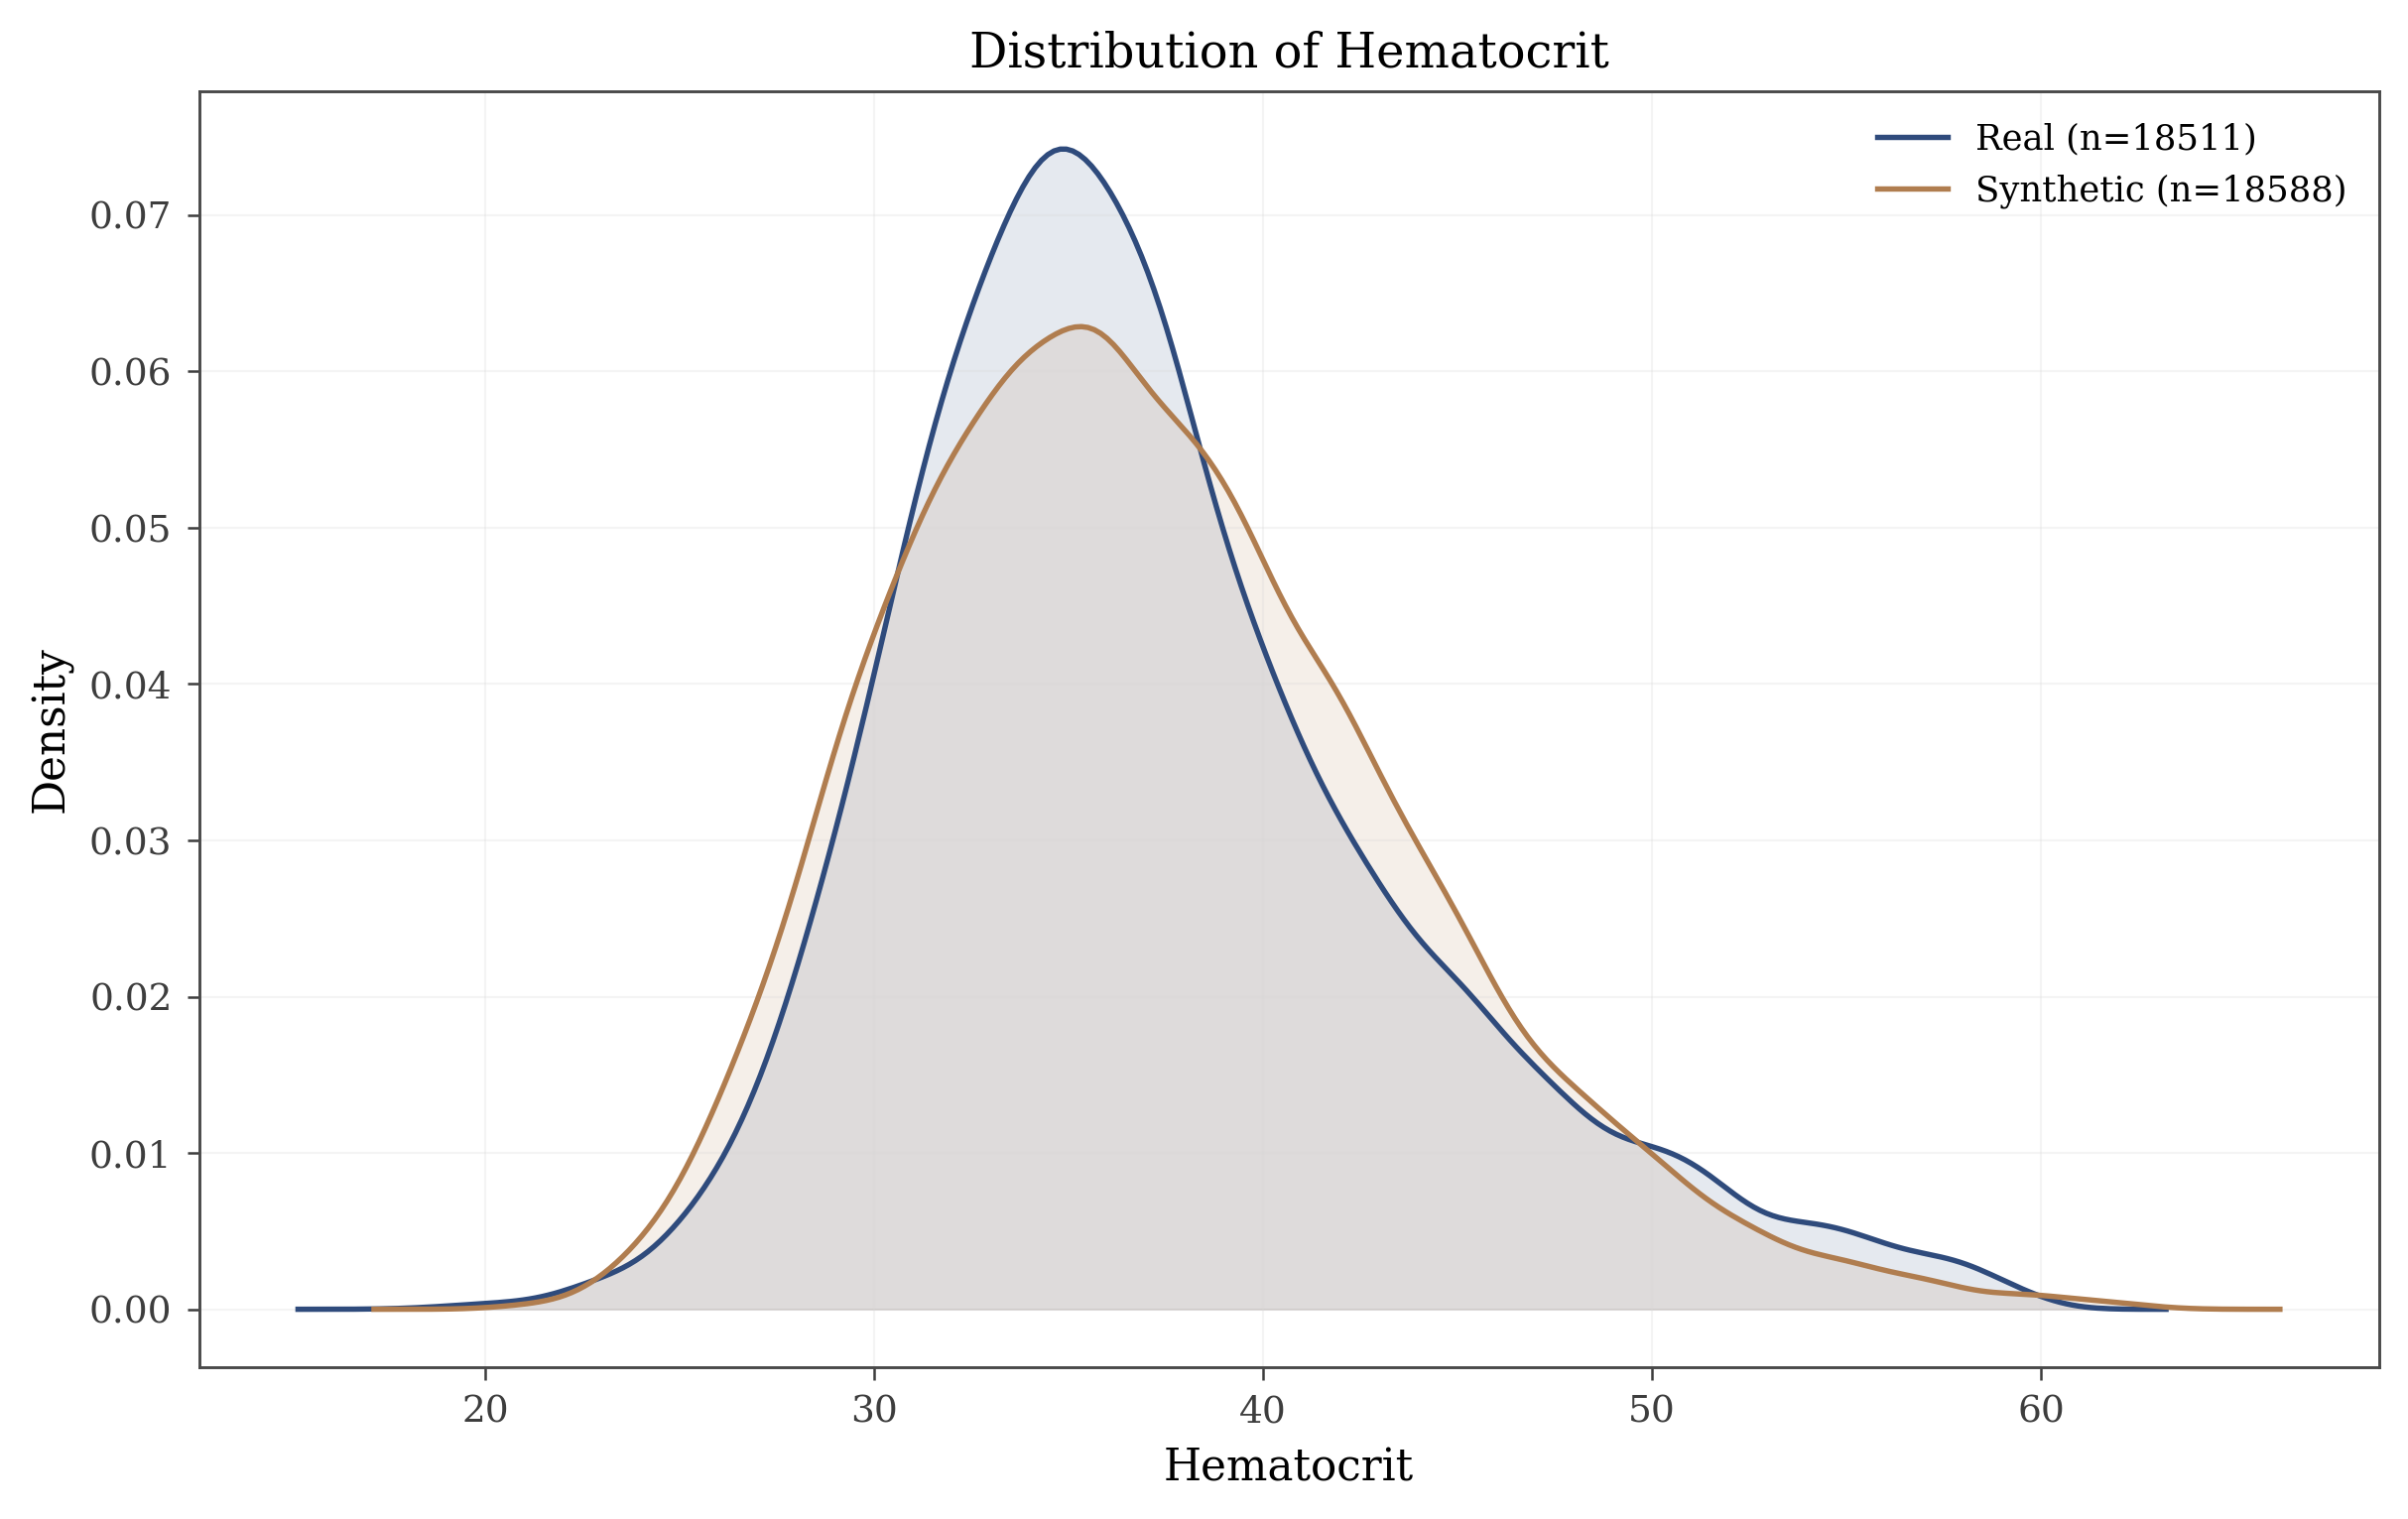 Distribution of Hematocrit
Real (n=18511)
Synthetic (n=18588)
0.07
0.06
0.05
0.04
0.03
0.02
0.01
0.00
Density
20 30 40 50 60
Hematocrit